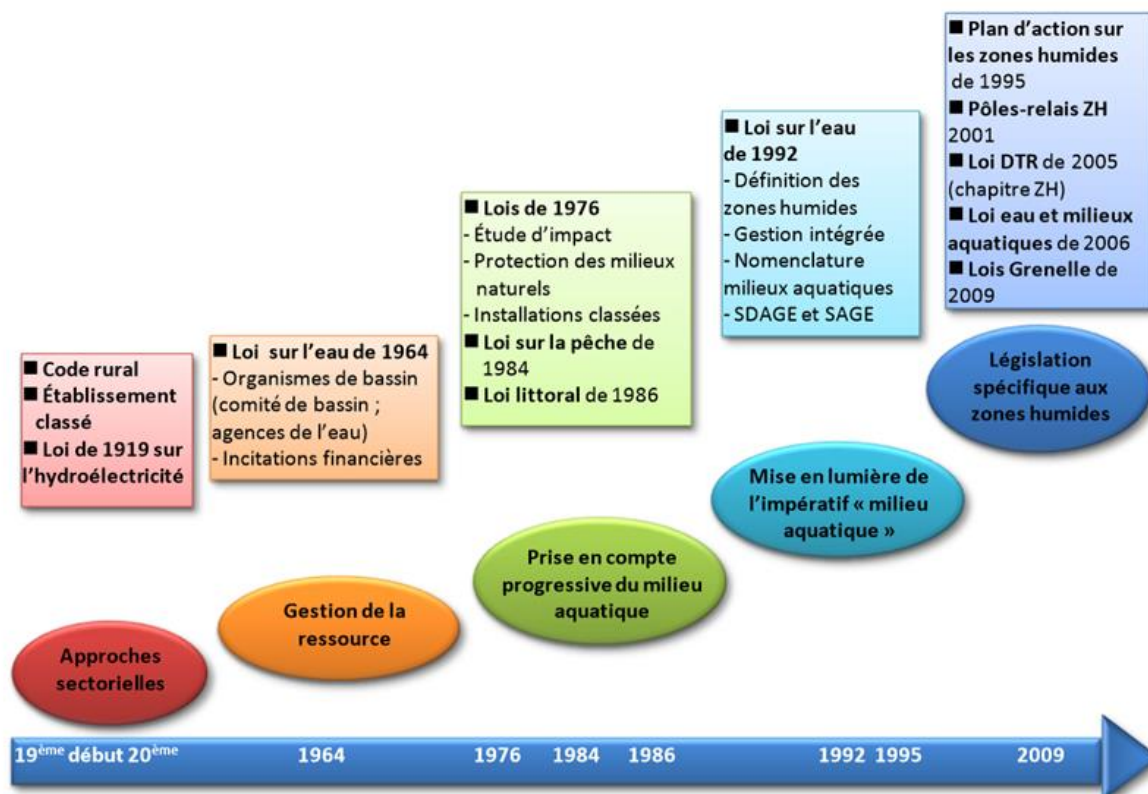 ■ Code rural
■ Établissement
classé
■ Loi de 1919 sur
l'hydroélectricité
■ Loi sur l'eau de 1964
- Organismes de bassin
(comité de bassin ;
agences de l'eau)
- Incitations financières
■ Lois de 1976
- Étude d'impact
- Protection des milieux
naturels
- Installations classées
■ Loi sur la pêche de
1984
■ Loi littoral de 1986
■ Loi sur l'eau
de 1992
- Définition des
zones humides
- Gestion intégrée
- Nomenclature
milieux aquatiques
- SDAGE et SAGE
■ Plan d'action sur
les zones humides
de 1995
■ Pôles-relais ZH
2001
■ Loi DTR de 2005
(chapitre ZH)
■ Loi eau et milieux
aquatiques de 2006
■ Lois Grenelle de
2009
Approches
sectorielles
Gestion de la
ressource
Prise en compte
progressive du milieu
aquatique
Mise en lumière de
l'impératif « milieu
aquatique »
Législation
spécifique aux
zones humides
19ème début 20ème 1964 1976 1984 1986 1992 1995 2009